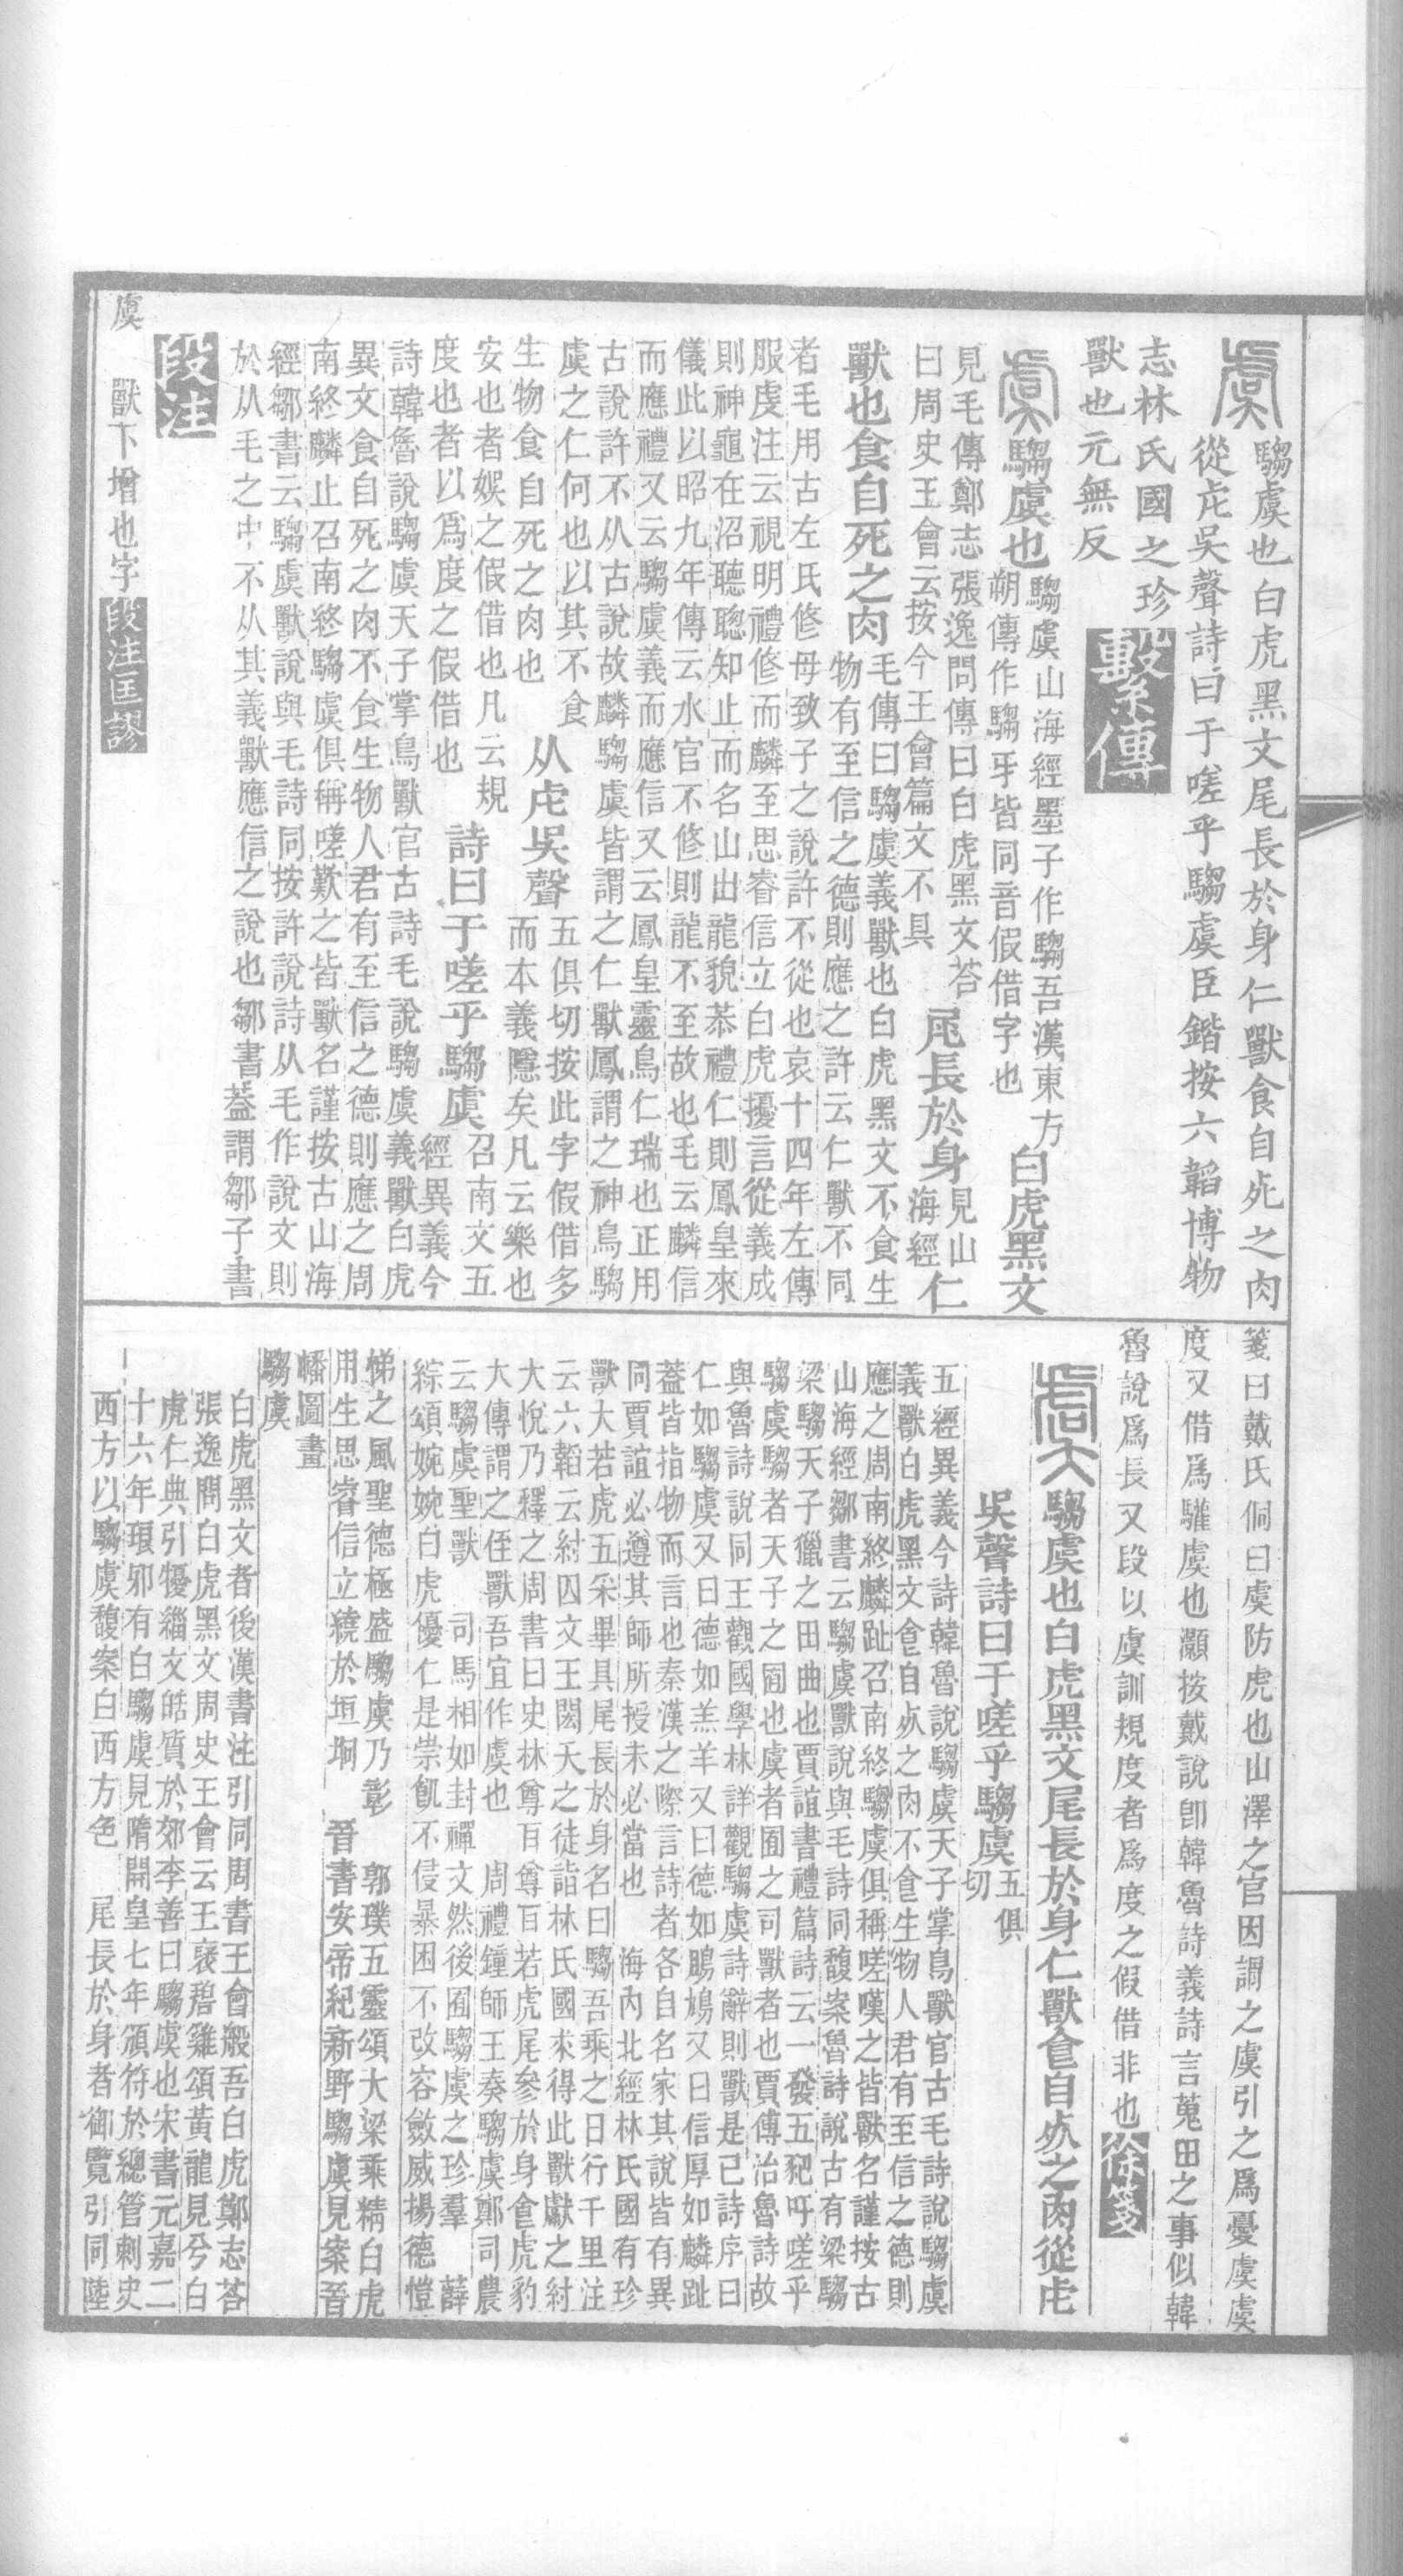 虞
騶虞也白虎黑文尾長於身仁獸食自死之肉
從虍吳聲詩曰于嗟乎騶虞臣鍇按六韜博物
志林氏國之珍
獸也元無反
繫傳
虞
騶虞也
騶虞山海經墨子作騶吾漢東方
朔傳作騶牙皆同音假借字也
白虎黑文
見毛傳鄭志張逸問傳曰白虎黑文荅
曰周史王會云按今王會篇文不具
尾長於身
見山
海經
仁
獸也食自死之肉
毛傳曰騶虞義獸也白虎黑文不食生
物有至信之德則應之許云仁獸不同
者毛用古左氏修母致子之說許不從也哀十四年左傳
服虔注云視明禮修而麟至思睿信立白虎擾言從義成
則神龜在沼聽聰知止而名山出龍貌恭禮仁則鳳皇來
儀此以昭九年傳云水官不修則龍不至故也毛云麟信
而應禮又云騶虞義而應信又云鳳皇靈鳥仁瑞也正用
古說許不从古說故麟騶虞皆謂之仁獸鳳謂之神鳥騶
虞之仁何也以其不食
生物食自死之肉也
从虍吳聲
五俱切按此字假借多
而本義隱矣凡云樂也
安也者娛之假借也凡云規
度也者以爲度之假借也
詩曰于嗟乎騶虞
召南文五
經異義今
詩韓魯說騶虞天子掌鳥獸官古詩毛說騶虞義獸白虎
異文食自死之肉不食生物人君有至信之德則應之周
南終麟止召南終騶虞俱稱嗟歎之皆獸名謹按古山海
經鄒書云騶虞獸說與毛詩同按許說詩从毛作說文則
於从毛之中不从其義獸應信之說也鄒書蓋謂鄒子書
段注
虞　獸下增也字
段注匡謬
箋曰戴氏侗曰虞防虎也山澤之官因謂之虞引之爲憂虞虞
度又借爲驩虞也灝按戴說卽韓魯詩義詩言蒐田之事似韓
魯說爲長又段以虞訓規度者爲度之假借非也
徐箋
虞
騶虞也白虎黑文尾長於身仁獸食自死之肉從虍
吳聲詩曰于嗟乎騶虞
五俱
切
五經異義今詩韓魯說騶虞天子掌鳥獸官古毛詩說騶虞
義獸白虎黑文食自死之肉不食生物人君有至信之德則
應之周南終麟趾召南終騶虞俱稱嗟嘆之皆獸名謹按古
山海經鄒書云騶虞獸說與毛詩同馥案魯詩說古有梁騶
梁騶天子獵之田曲也賈誼書禮篇詩云一發五豝吁嗟乎
騶虞騶者天子之囿也虞者囿之司獸者也賈傅治魯詩故
與魯詩說同王觀國學林詳觀騶虞詩辭則獸是已詩序曰
仁如騶虞又曰德如羔羊又曰德如鳲鳩又曰信厚如麟趾
蓋皆指物而言也秦漢之際言詩者各自名家其說皆有異
同賈誼必遵其師所授未必當也　海內北經林氏國有珍
獸大若虎五采畢具尾長於身名曰騶吾乘之日行千里注
云六韜云紂囚文王閎夭之徒詣林氏國求得此獸獻之紂
大悅乃釋之周書曰史林尊百尊百若虎尾參於身食虎豹
大傳謂之侄獸吾宜作虞也　周禮鐘師王奏騶虞鄭司農
云騶虞聖獸　司馬相如封禪文然後囿騶虞之珍羣　薛
綜頌婉婉白虎優仁是崇飢不侵暴困不改容斂威揚德愷
悌之風聖德極盛騶虞乃彰　郭璞五靈頌大梁乘精白虎
用生思睿信立繞於垣坰　晉書安帝紀新野騶虞見案晉
幡圖畫
騶虞
白虎黑文者後漢書注引同周書王會般吾白虎鄭志荅
張逸問白虎黑文周史王會云王襃碧雞頌黃龍見兮白
虎仁典引擾緇文皓質於郊李善曰騶虞也宋書元嘉二
十六年琅邪有白騶虞見隋開皇七年頒符於總管刺史
西方以騶虞馥案白西方色　尾長於身者御覽引同陸